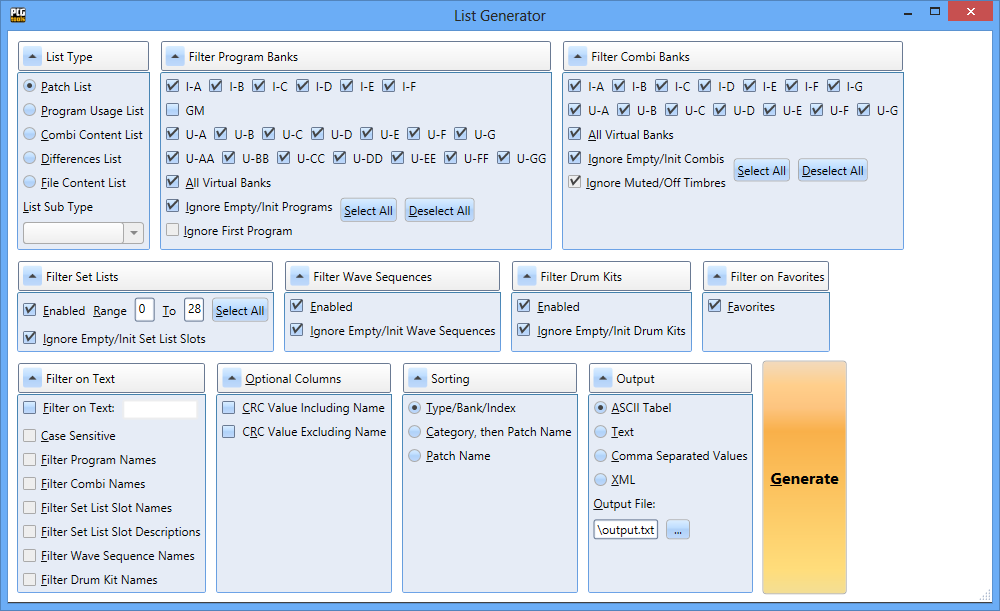 PCG
TOOLS
List Generator
List Type
Patch List
Program Usage List
Combi Content List
Differences List
File Content List
List Sub Type
Filter Program Banks
I-A I-B I-C I-D I-E I-F
GM
U-A U-B U-C U-D U-E U-F U-G
U-AA U-BB U-CC U-DD U-EE U-FF U-GG
All Virtual Banks
Ignore Empty/Init Programs Select All Deselect All
Ignore First Program
Filter Combi Banks
I-A I-B I-C I-D I-E I-F I-G
U-A U-B U-C U-D U-E U-F U-G
All Virtual Banks
Ignore Empty/Init Combis
Select All Deselect All
Ignore Muted/Off Timbres
Filter Set Lists
Enabled Range 0 To 28 Select All
Ignore Empty/Init Set List Slots
Filter Wave Sequences
Enabled
Ignore Empty/Init Wave Sequences
Filter Drum Kits
Enabled
Ignore Empty/Init Drum Kits
Filter on Favorites
Favorites
Filter on Text
Filter on Text:
Case Sensitive
Filter Program Names
Filter Combi Names
Filter Set List Slot Names
Filter Set List Slot Descriptions
Filter Wave Sequence Names
Filter Drum Kit Names
Optional Columns
CRC Value Including Name
CRC Value Excluding Name
Sorting
Type/Bank/Index
Category, then Patch Name
Patch Name
Output
ASCII Tabel
Text
Comma Separated Values
XML
Output File:
\output.txt ...
Generate